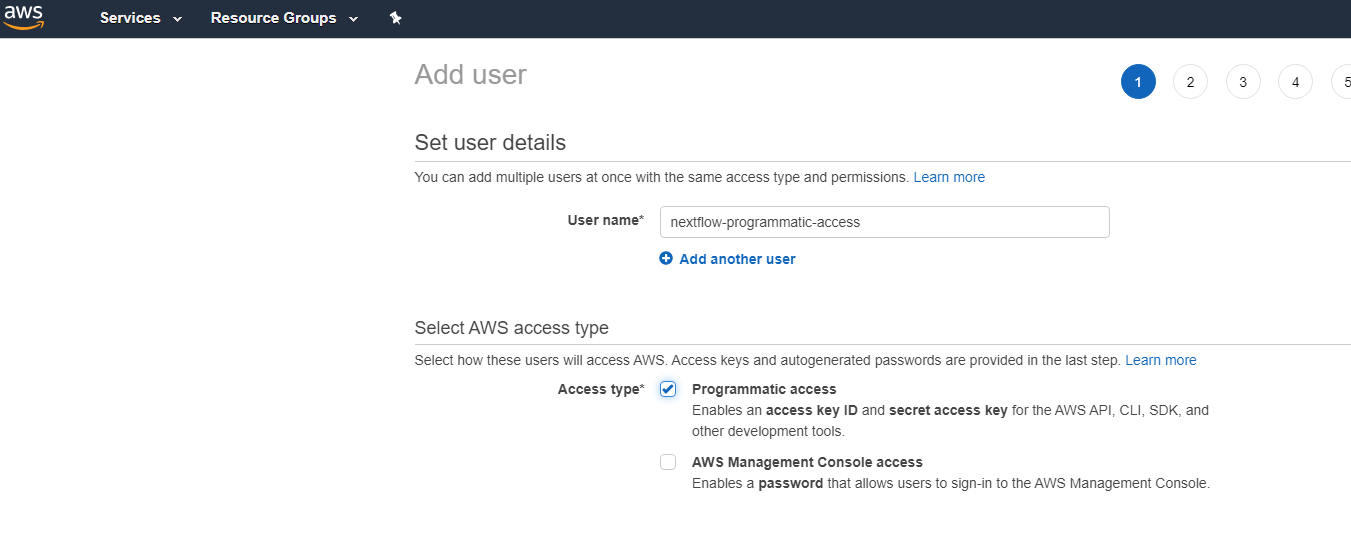 aws
Services
Resource Groups
Add user
1 2 3 4 5
Set user details
You can add multiple users at once with the same access type and permissions. Learn more
User name*
nextflow-programmatic-access
Add another user
Select AWS access type
Select how these users will access AWS. Access keys and autogenerated passwords are provided in the last step. Learn more
Access type*
Programmatic access
Enables an access key ID and secret access key for the AWS API, CLI, SDK, and
other development tools.
AWS Management Console access
Enables a password that allows users to sign-in to the AWS Management Console.